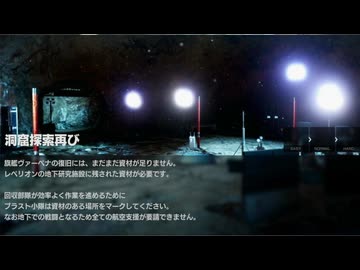 洞窟探索再び
旗艦ヴァーベナの復旧には、まだまだ資材が足りません。
レベリオンの地下研究施設に残された資材が必要です。
回収部隊が効率よく作業を進めるために
ブラスト小隊は資材のある場所をマークしてください。
なお地下での戦闘となるため全ての航空支援が要請できません。